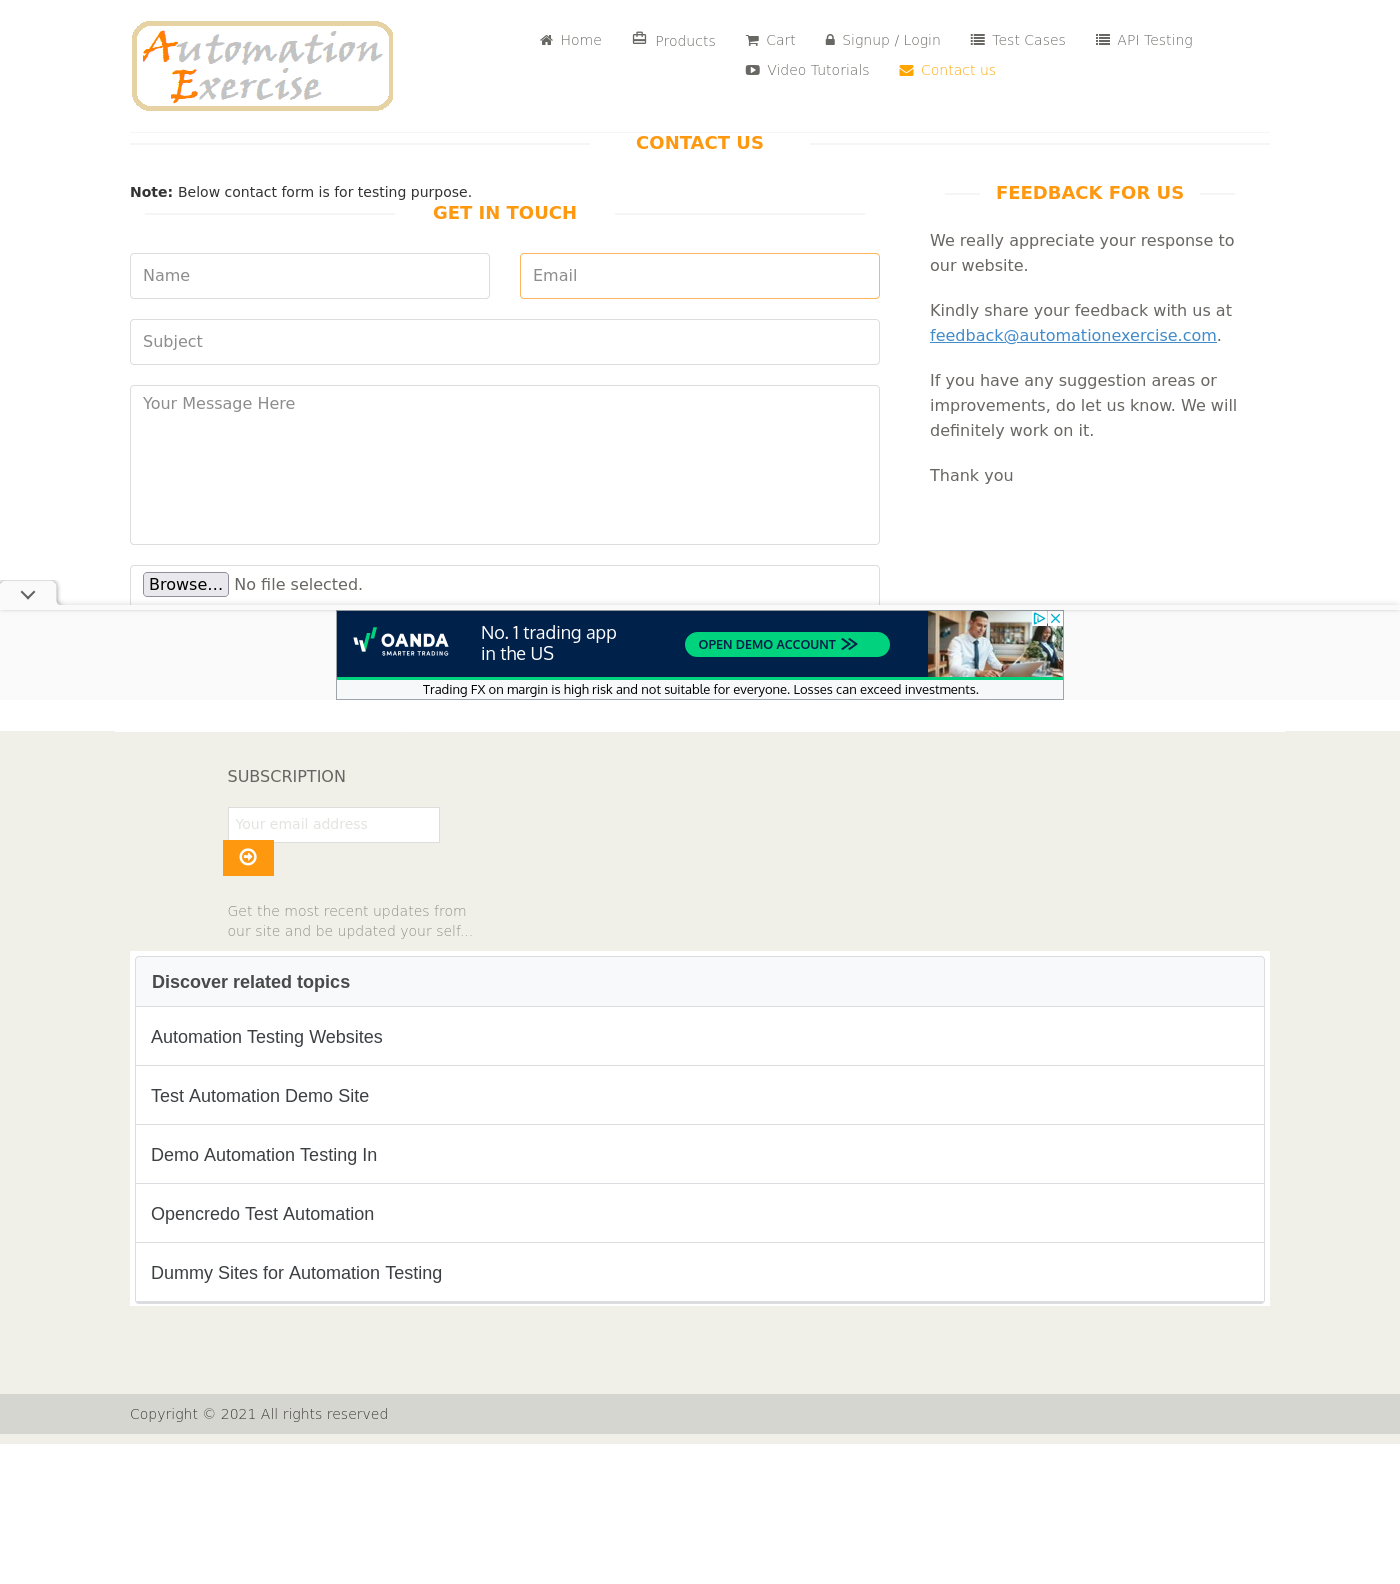 Automation
Exercise
Home
Products
Cart
Signup / Login
Test Cases
API Testing
Video Tutorials
Contact us
CONTACT US
Note: Below contact form is for testing purpose.
GET IN TOUCH
Name
Email
Subject
Your Message Here
Browse... No file selected.
FEEDBACK FOR US
We really appreciate your response to
our website.
Kindly share your feedback with us at
feedback@automationexercise.com.
If you have any suggestion areas or
improvements, do let us know. We will
definitely work on it.
Thank you
OANDA
SMARTER TRADING
No. 1 trading app
in the US
OPEN DEMO ACCOUNT
Trading FX on margin is high risk and not suitable for everyone. Losses can exceed investments.
SUBSCRIPTION
Your email address
Get the most recent updates from
our site and be updated your self...
Discover related topics
Automation Testing Websites
Test Automation Demo Site
Demo Automation Testing In
Opencredo Test Automation
Dummy Sites for Automation Testing
Copyright © 2021 All rights reserved